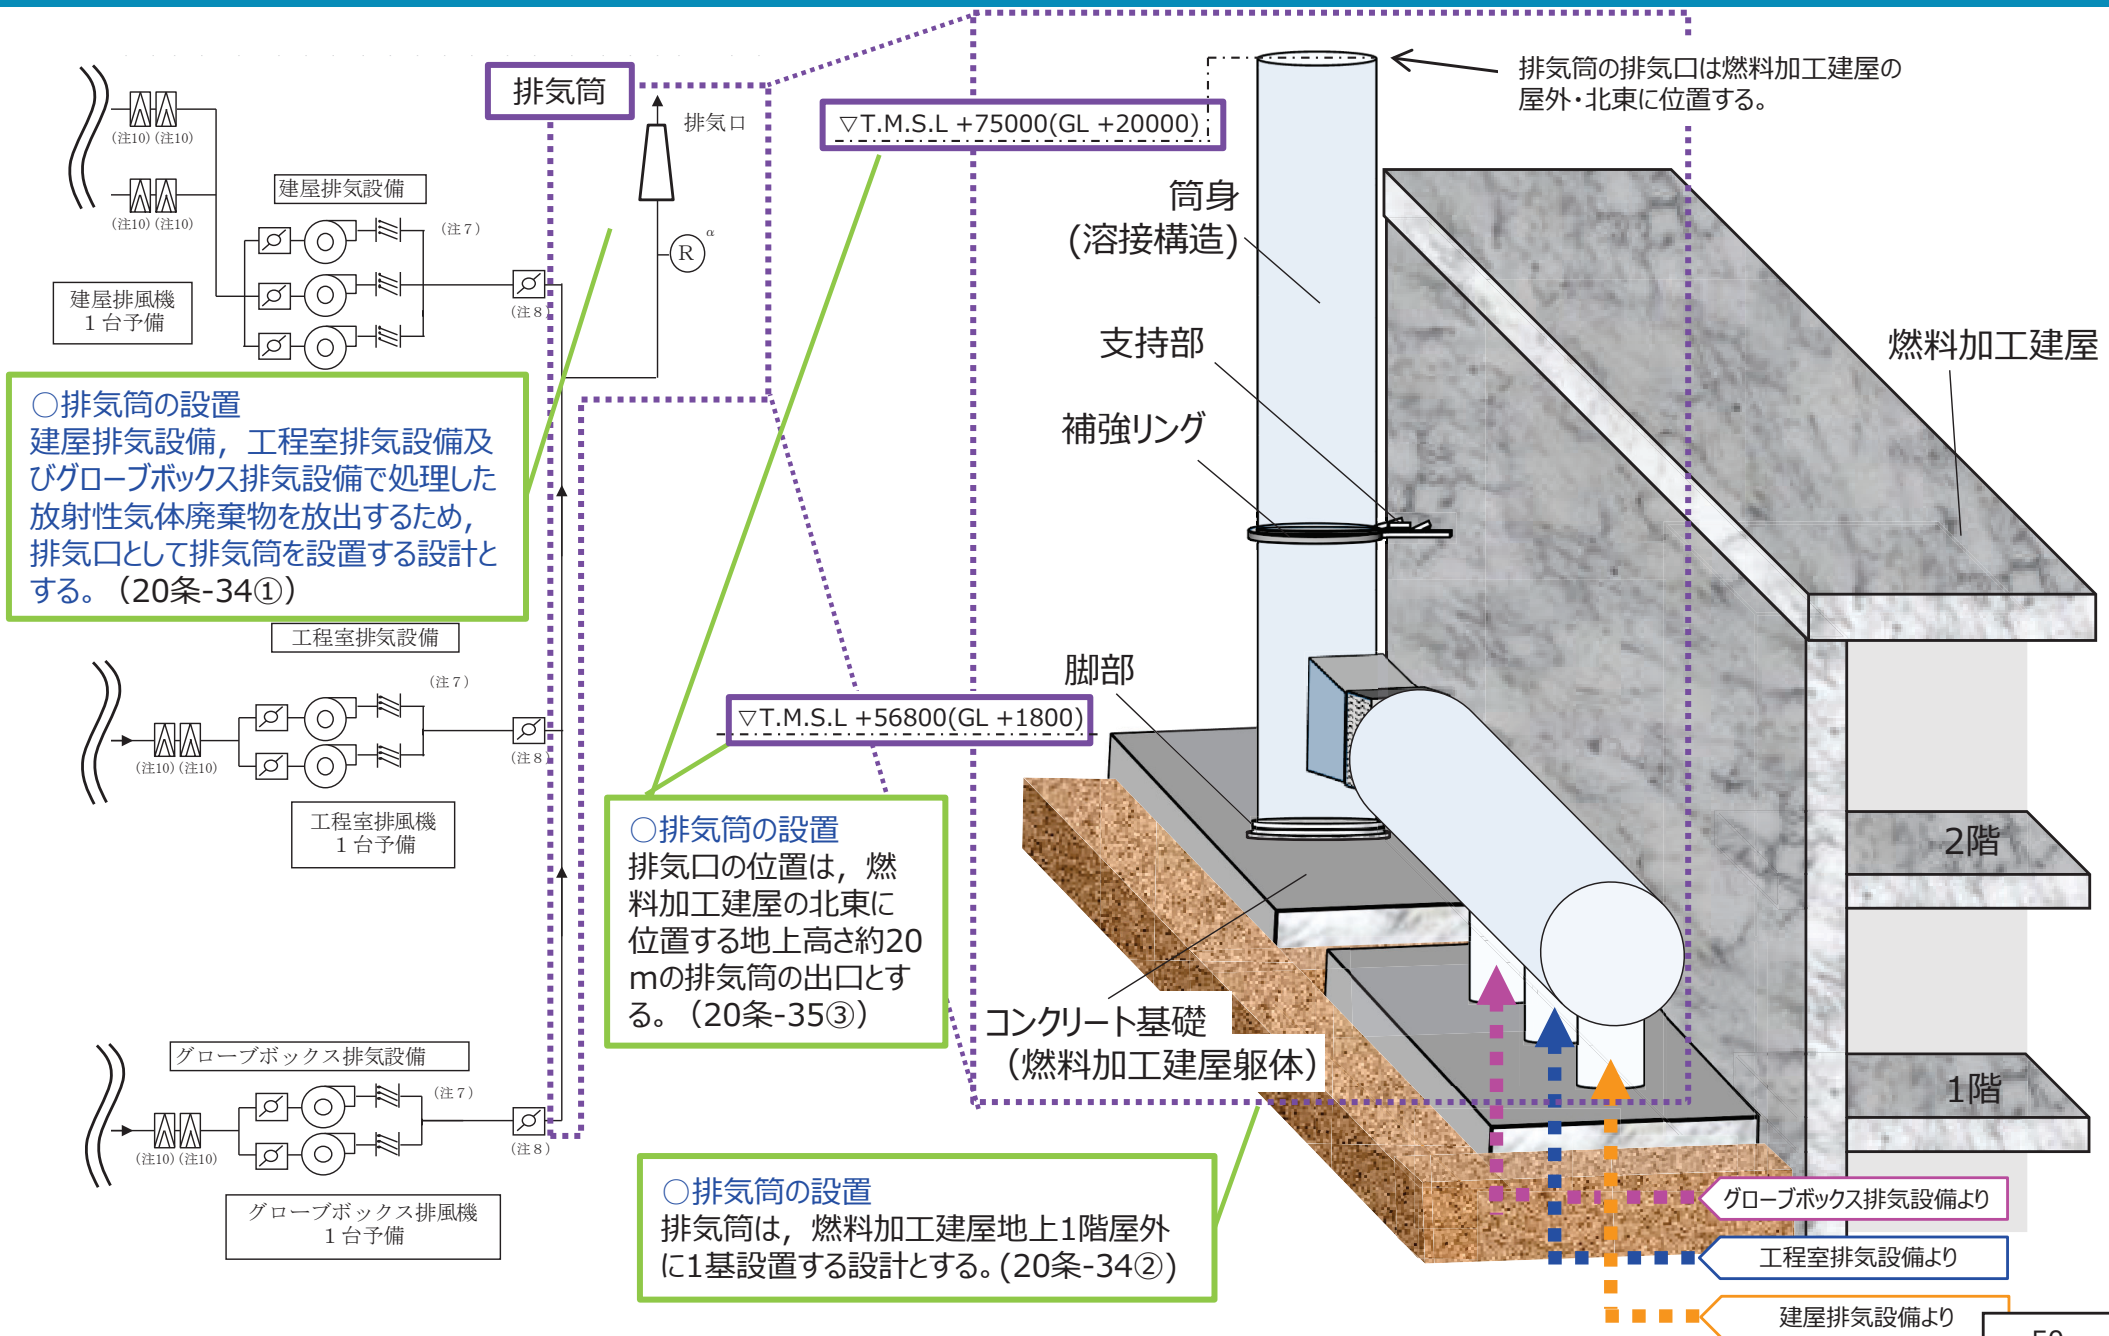 排気筒
排気口
▽T.M.S.L +75000(GL +20000)
排気筒の排気口は燃料加工建屋の
屋外・北東に位置する。
(注10) (注10)
(注10) (注10)
建屋排気設備
(注7)
R
α
建屋排風機
1台予備
(注8)
筒身
(溶接構造)
支持部
補強リング
燃料加工建屋
○排気筒の設置
建屋排気設備，工程室排気設備及
びグローブボックス排気設備で処理した
放射性気体廃棄物を放出するため，
排気口として排気筒を設置する設計と
する。（20条-34①）
工程室排気設備
(注7)
(注10) (注10)
(注8)
工程室排風機
1台予備
脚部
▽T.M.S.L +56800(GL +1800)
○排気筒の設置
排気口の位置は，燃
料加工建屋の北東に
位置する地上高さ約20
mの排気筒の出口とす
る。（20条-35③）
2階
コンクリート基礎
（燃料加工建屋躯体）
1階
グローブボックス排気設備
(注7)
(注10) (注10)
(注8)
グローブボックス排風機
1台予備
○排気筒の設置
排気筒は，燃料加工建屋地上1階屋外
に1基設置する設計とする。(20条-34②)
グローブボックス排気設備より
工程室排気設備より
建屋排気設備より